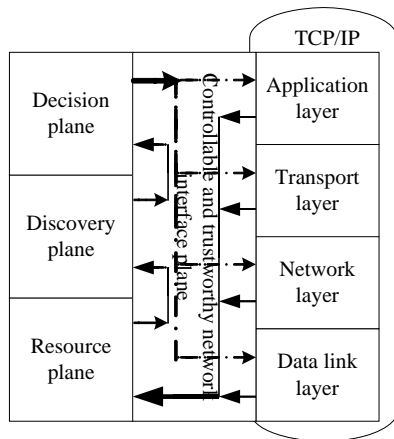 TCP/IP
Decision
plane
Discovery
plane
Resource
plane
Controllable and trustworthy network
interface plane
Application
layer
Transport
layer
Network
layer
Data link
layer